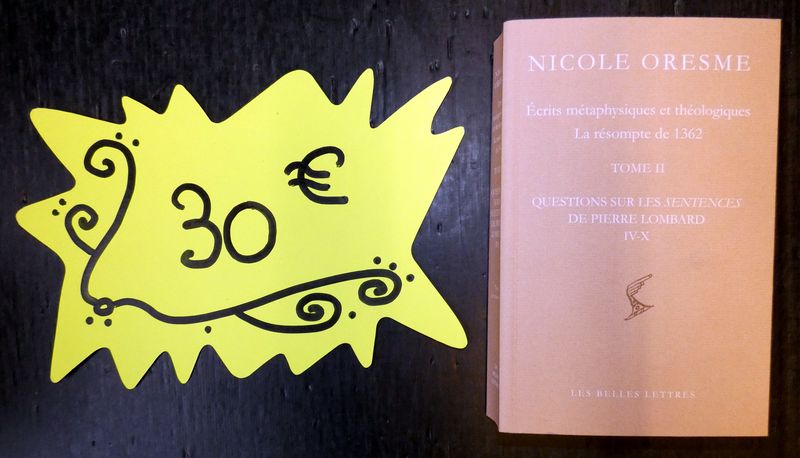 30 €
NICOLE ORESME
Écrits métaphysiques et théologiques
La résompte de 1362
TOME II
QUESTIONS SUR LES SENTENCES
DE PIERRE LOMBARD
IV-X
LES BELLES LETTRES